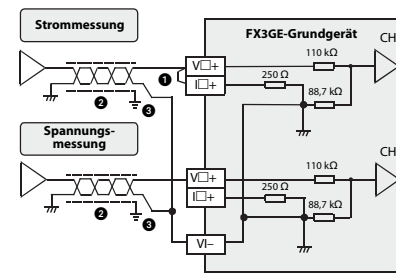 Strommessung
FX3GE-Grundgerät
110 kΩ
CH
❶
V□+
250 Ω
I□+
88,7 kΩ
❷
❸
Spannungs-
messung
110 kΩ
CH
V□+
250 Ω
I□+
88,7 kΩ
❷
❸
VI–